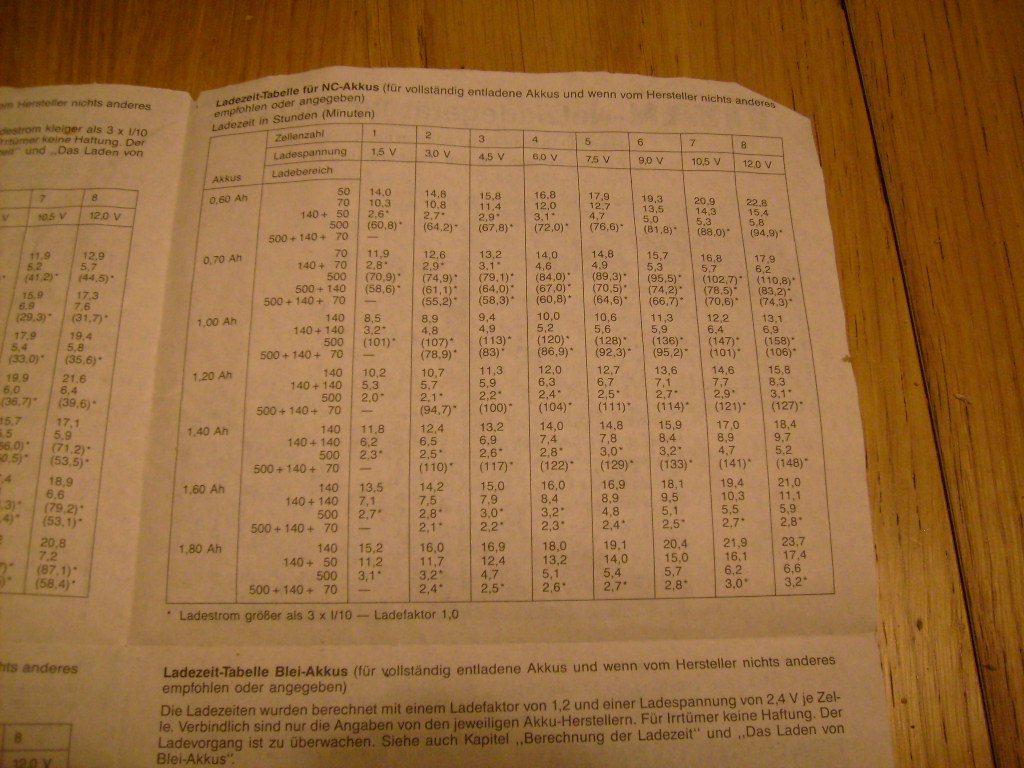 Hersteller nichts anderes
destrom kleiger als 3 x I/10
Irrtümer keine Haftung. Der
zeit" und „Das Laden von
7 8
V 10,5 V 12,0 V
11,9 12,9
5,2 5,7
(41,2)* (44,5)*
15,9 17,3
6,9 7,6
(29,3)* (31,7)*
17,9 19,4
5,4 5,8
(33,0)* (35,6)*
19,9 21,6
6,0 6,4
(36,7)* (39,6)*
17,1
5,9
(71,2)*
(53,5)*
18,9
6,6
(79,2)*
(53,1)*
20,8
7,2
(87,1)*
(58,4)*
hts anderes
8
12,0 V
Ladezeit-Tabelle für NC-Akkus (für vollständig entladene Akkus und wenn vom Hersteller nichts anderes
empfohlen oder angegeben)
Ladezeit in Stunden (Minuten)
Zellenzahl 1 2 3 4 5 6 7 8
Ladespannung 1,5 V 3,0 V 4,5 V 6,0 V 7,5 V 9,0 V 10,5 V 12,0 V
Akkus Ladebereich
0,60 Ah 50 14,0 14,8 15,8 16,8 17,9 19,3 20,9 22,8
70 10,3 10,8 11,4 12,0 12,7 13,5 14,3 15,4
140 + 50 2,6* 2,7* 2,9* 3,1* 4,7 5,0 5,3 5,8
500 (60,8)* (64,2)* (67,8)* (72,0)* (76,6)* (81,8)* (88,0)* (94,9)*
500 + 140 + 70 —
0,70 Ah 70 11,9 12,6 13,2 14,0 14,8 15,7 16,8 17,9
140 + 70 2,8* 2,9* 3,1* 4,6 4,9 5,3 5,7 6,2
500 (70,9)* (74,9)* (79,1)* (84,0)* (89,3)* (95,5)* (102,7)* (110,8)*
500 + 140 (58,6)* (61,1)* (64,0)* (67,0)* (70,5)* (74,2)* (78,5)* (83,2)*
500 + 140 + 70 — (55,2)* (58,3)* (60,8)* (64,6)* (66,7)* (70,6)* (74,3)*
1,00 Ah 140 8,5 8,9 9,4 10,0 10,6 11,3 12,2 13,1
140 + 140 3,2* 4,8 4,9 5,2 5,6 5,9 6,4 6,9
500 (101)* (107)* (113)* (120)* (128)* (136)* (147)* (158)*
500 + 140 + 70 — (78,9)* (83)* (86,9)* (92,3)* (95,2)* (101)* (106)*
1,20 Ah 140 10,2 10,7 11,3 12,0 12,7 13,6 14,6 15,8
140 + 140 5,3 5,7 5,9 6,3 6,7 7,1 7,7 8,3
500 2,0* 2,1* 2,2* 2,4* 2,5* 2,7* 2,9* 3,1*
500 + 140 + 70 — (94,7)* (100)* (104)* (111)* (114)* (121)* (127)*
1,40 Ah 140 11,8 12,4 13,2 14,0 14,8 15,9 17,0 18,4
140 + 140 6,2 6,5 6,9 7,4 7,8 8,4 8,9 9,7
500 2,3* 2,5* 2,6* 2,8* 3,0* 3,2* 4,7 5,2
500 + 140 + 70 — (110)* (117)* (122)* (129)* (133)* (141)* (148)*
1,60 Ah 140 13,5 14,2 15,0 16,0 16,9 18,1 19,4 21,0
140 + 140 7,1 7,5 7,9 8,4 8,9 9,5 10,3 11,1
500 2,7* 2,8* 3,0* 3,2* 4,8 5,1 5,5 5,9
500 + 140 + 70 — 2,1* 2,2* 2,3* 2,4* 2,5* 2,7* 2,8*
1,80 Ah 140 15,2 16,0 16,9 18,0 19,1 20,4 21,9 23,7
140 + 50 11,2 11,7 12,4 13,2 14,0 15,0 16,1 17,4
500 3,1* 3,2* 4,7 5,1 5,4 5,7 6,2 6,6
500 + 140 + 70 — 2,4* 2,5* 2,6* 2,7* 2,8* 3,0* 3,2*
* Ladestrom größer als 3 x I/10 — Ladefaktor 1,0
Ladezeit-Tabelle Blei-Akkus (für vollständig entladene Akkus und wenn vom Hersteller nichts anderes
empfohlen oder angegeben)
Die Ladezeiten wurden berechnet mit einem Ladefaktor von 1,2 und einer Ladespannung von 2,4 V je Zel-
le. Verbindlich sind nur die Angaben von den jeweiligen Akku-Herstellern. Für Irrtümer keine Haftung. Der
Ladevorgang ist zu überwachen. Siehe auch Kapitel „Berechnung der Ladezeit" und „Das Laden von
Blei-Akkus".